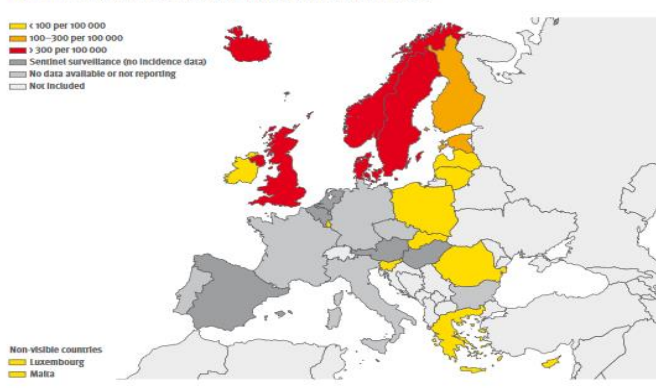 < 100 per 100 000
100–300 per 100 000
> 300 per 100 000
Sentinel surveillance (no incidence data)
No data available or not reporting
Not included
Non-visible countries
Luxembourg
Malta